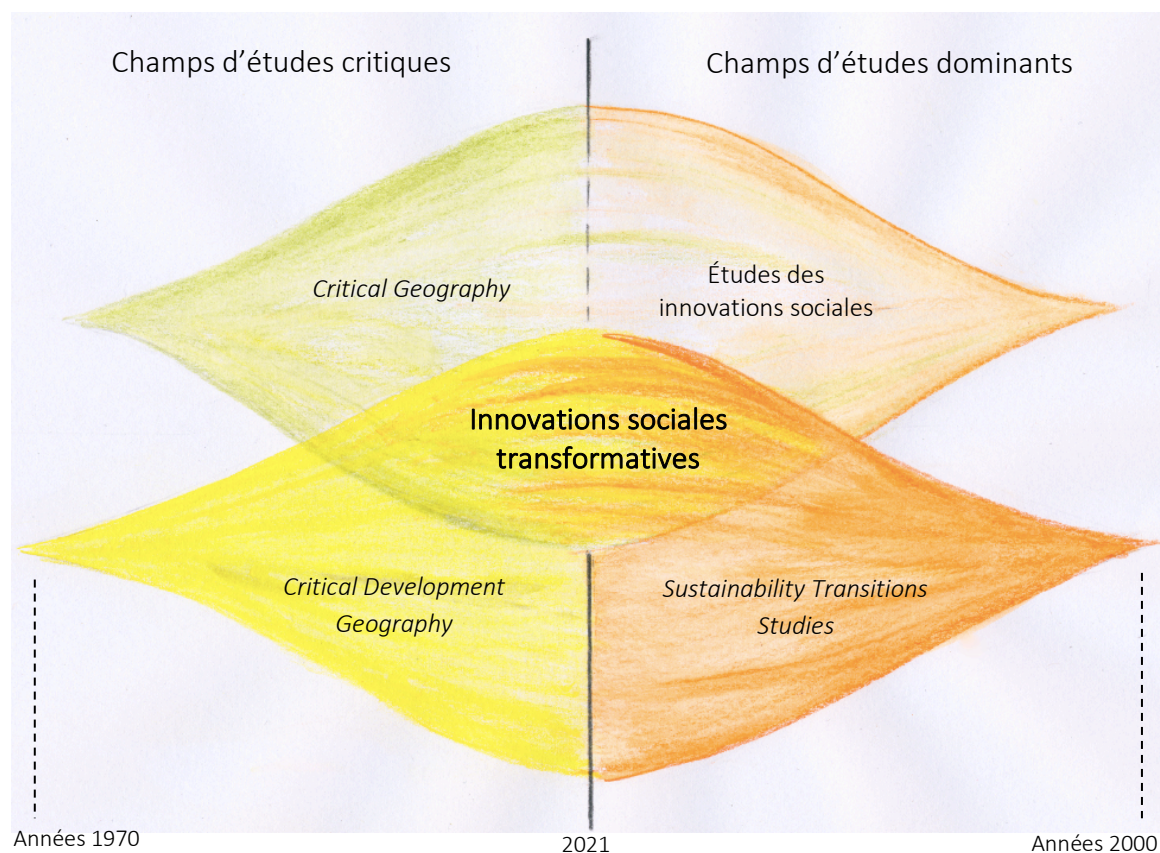 Champs d’études critiques
Champs d’études dominants
Critical Geography
Études des
innovations sociales
Innovations sociales
transformatives
Critical Development
Geography
Sustainability Transitions
Studies
Années 1970
2021
Années 2000